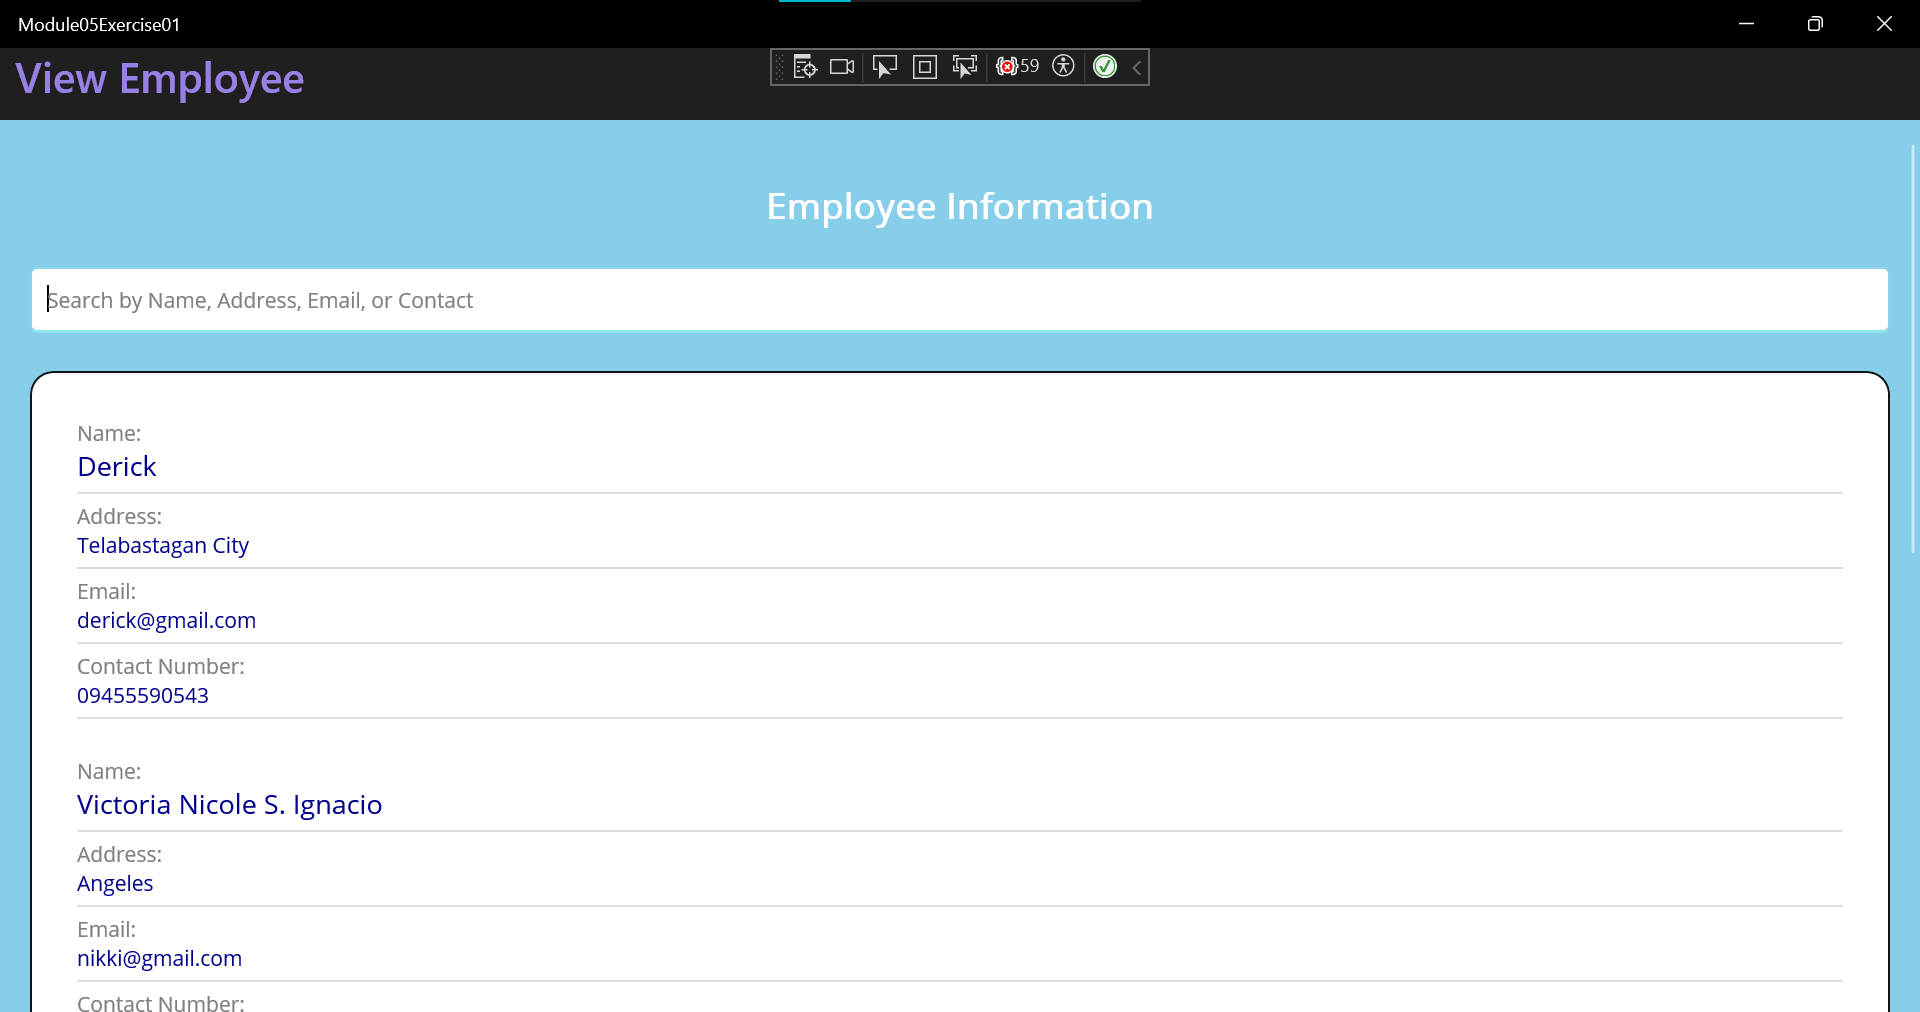 Module05Exercise01
View Employee
59
Employee Information
Search by Name, Address, Email, or Contact
Name:
Derick
Address:
Telabastagan City
Email:
derick@gmail.com
Contact Number:
09455590543
Name:
Victoria Nicole S. Ignacio
Address:
Angeles
Email:
nikki@gmail.com
Contact Number: